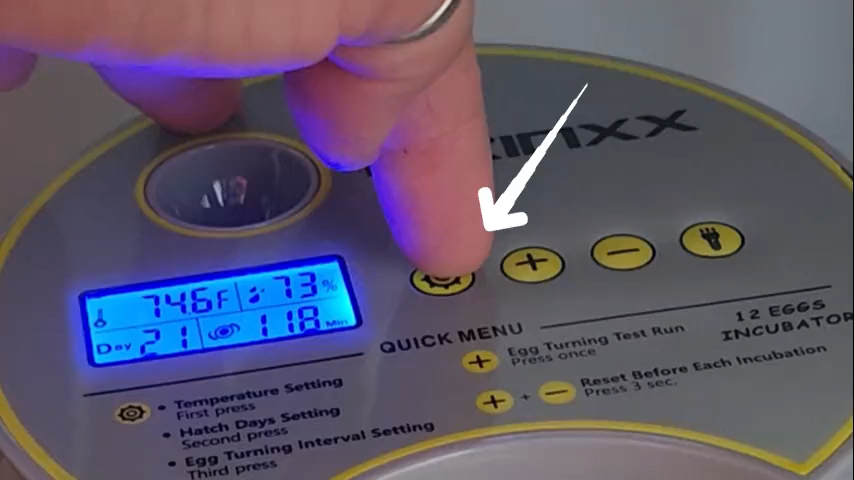 74.6F 73%
Day 21 118 Min
+ −
QUICK MENU
12 EGGS
INCUBATOR
• Temperature Setting
First press
• Hatch Days Setting
Second press
• Egg Turning Interval Setting
Third press
+ Egg Turning Test Run
Press once
+ + − Reset Before Each Incubation
Press 3 sec.